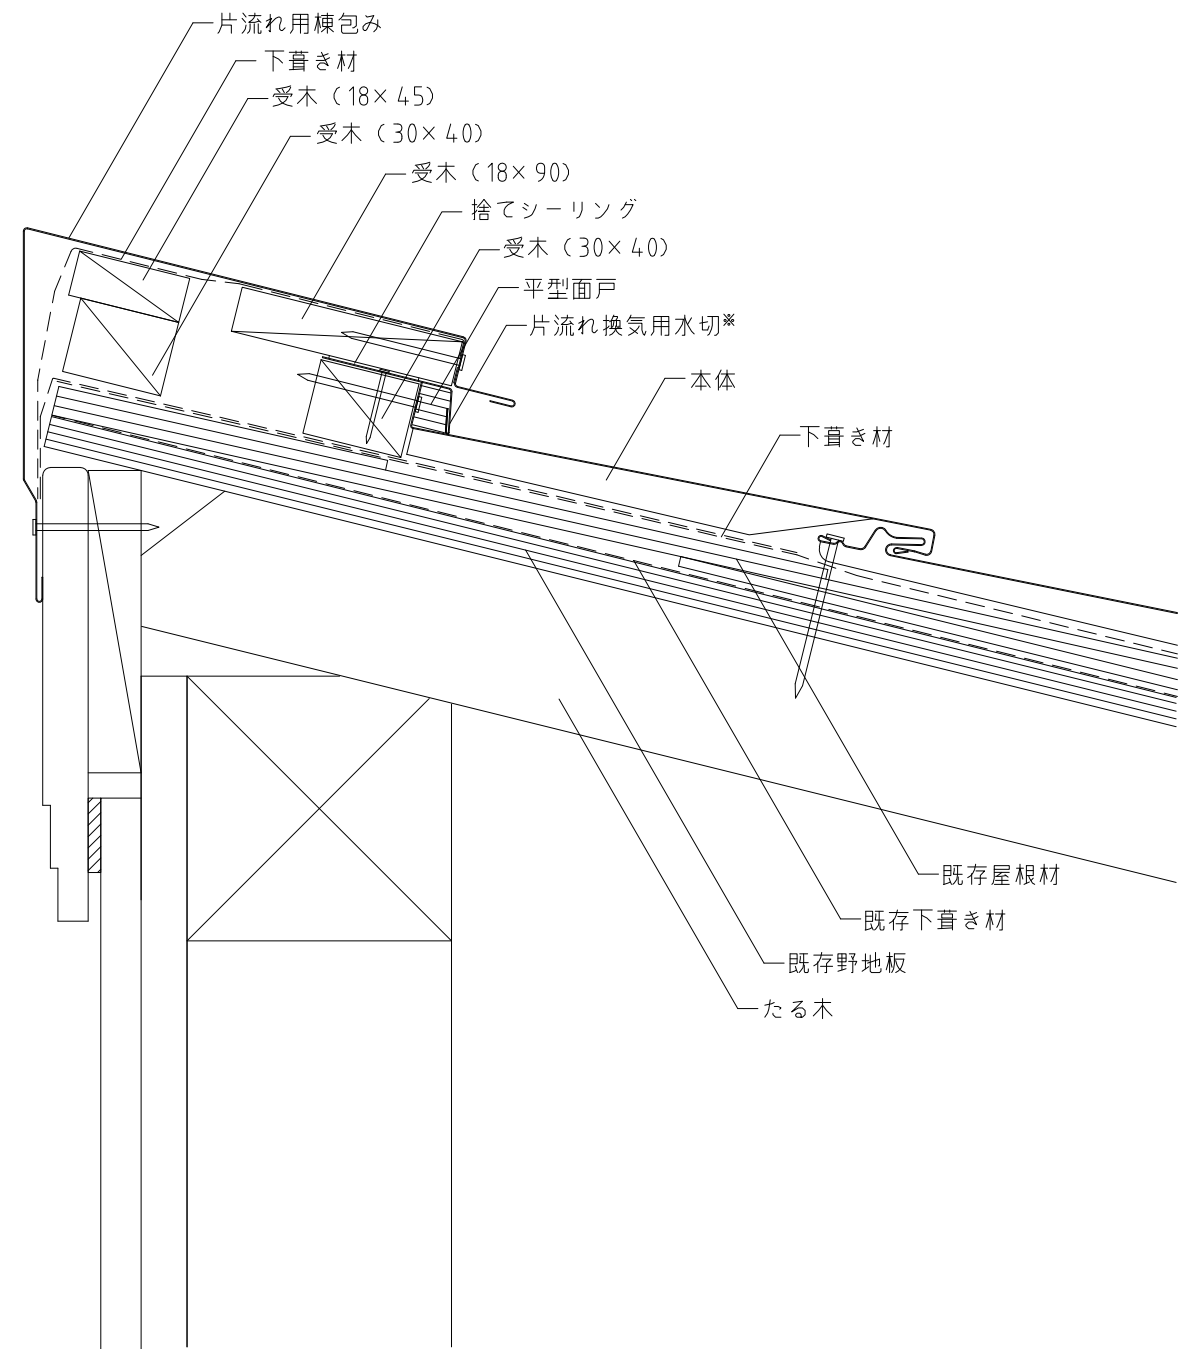 片流れ用棟包み
下葺き材
受木（18×45）
受木（30×40）
受木（18×90）
捨てシーリング
受木（30×40）
平型面戸
片流れ換気用水切※
本体
下葺き材
既存屋根材
既存下葺き材
既存野地板
たる木